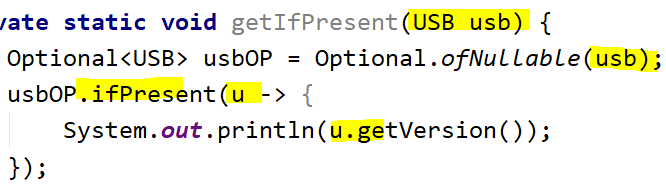 vate static void getIfPresent(USB usb) {
Optional<USB> usbOP = Optional.ofNullable(usb);
usbOP.ifPresent(u -> {
System.out.println(u.getVersion());
});